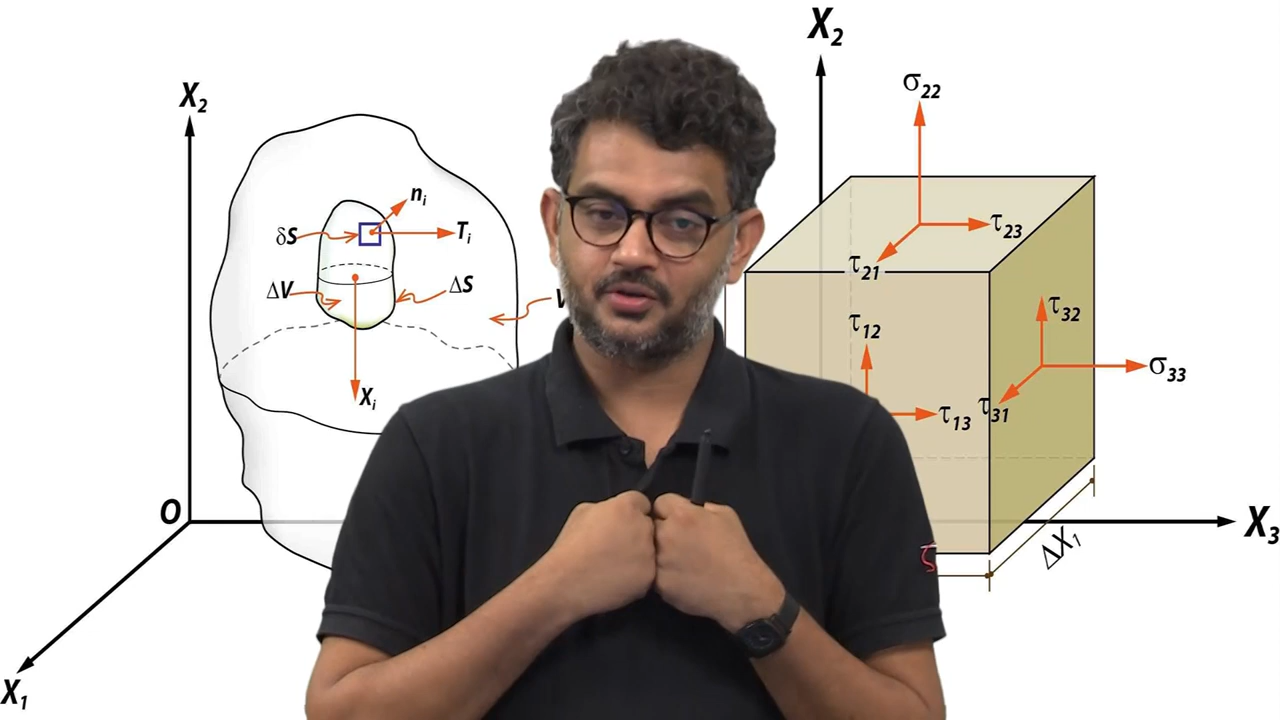 X₂
nᵢ
δS
Tᵢ
ΔV
ΔS
Xᵢ
O
X₁
X₂
σ₂₂
τ₂₃
τ₂₁
τ₁₂
τ₃₂
σ₃₃
τ₃₁
τ₁₃
X₃
ΔX₁